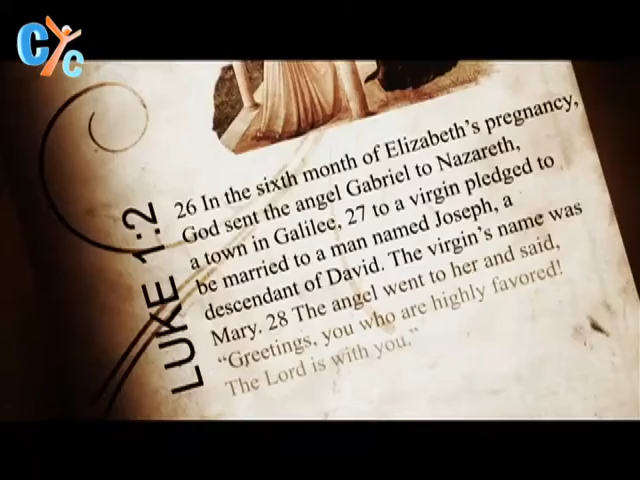 CYC
26 In the sixth month of Elizabeth's pregnancy,
God sent the angel Gabriel to Nazareth,
a town in Galilee, 27 to a virgin pledged to
be married to a man named Joseph, a
descendant of David. The virgin's name was
Mary. 28 The angel went to her and said,
“Greetings, you who are highly favored!
The Lord is with you.”
LUKE 1:2